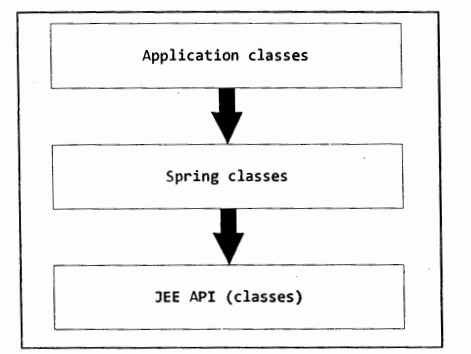 Application classes
Spring classes
JEE API (classes)